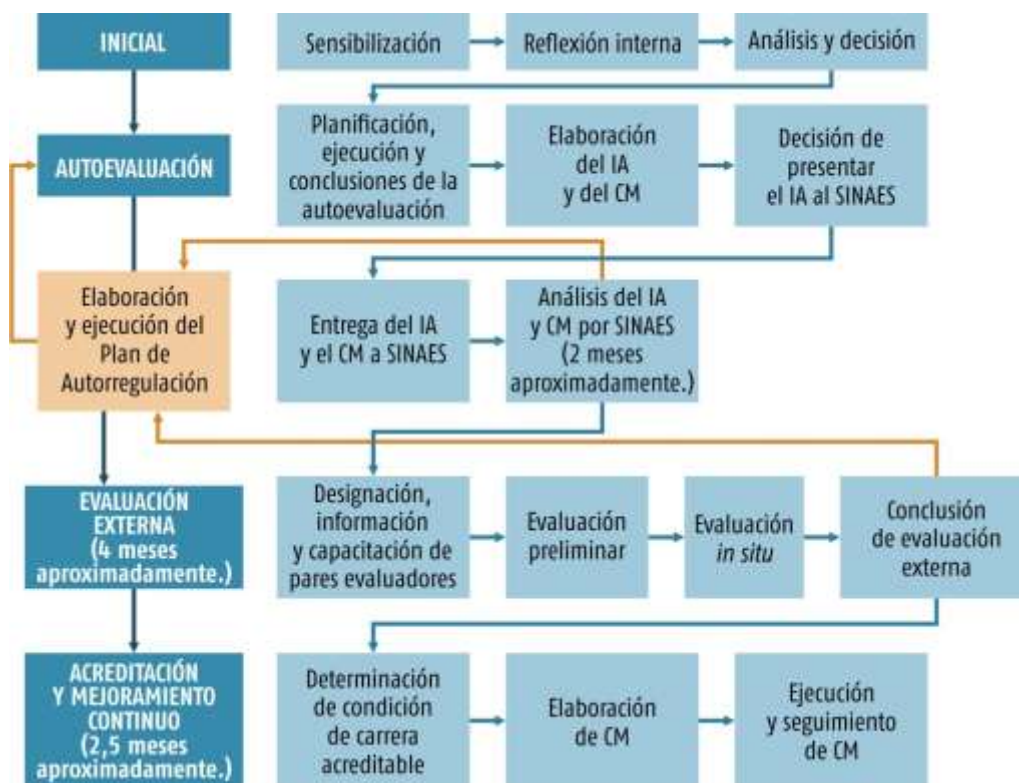 INICIAL
Sensibilización
Reflexión interna
Análisis y decisión
AUTOEVALUACIÓN
Planificación,
ejecución y
conclusiones de la
autoevaluación
Elaboración
del IA
y del CM
Decisión de
presentar
el IA al SINAES
Elaboración
y ejecución del
Plan de
Autorregulación
Entrega del IA
y el CM a SINAES
Análisis del IA
y CM por SINAES
(2 meses
aproximadamente.)
EVALUACIÓN
EXTERNA
(4 meses
aproximadamente.)
Designación,
información
y capacitación de
pares evaluadores
Evaluación
preliminar
Evaluación
in situ
Conclusión
de evaluación
externa
ACREDITACIÓN
Y MEJORAMIENTO
CONTINUO
(2,5 meses
aproximadamente.)
Determinación
de condición
de carrera
acreditable
Elaboración
de CM
Ejecución
y seguimiento
de CM